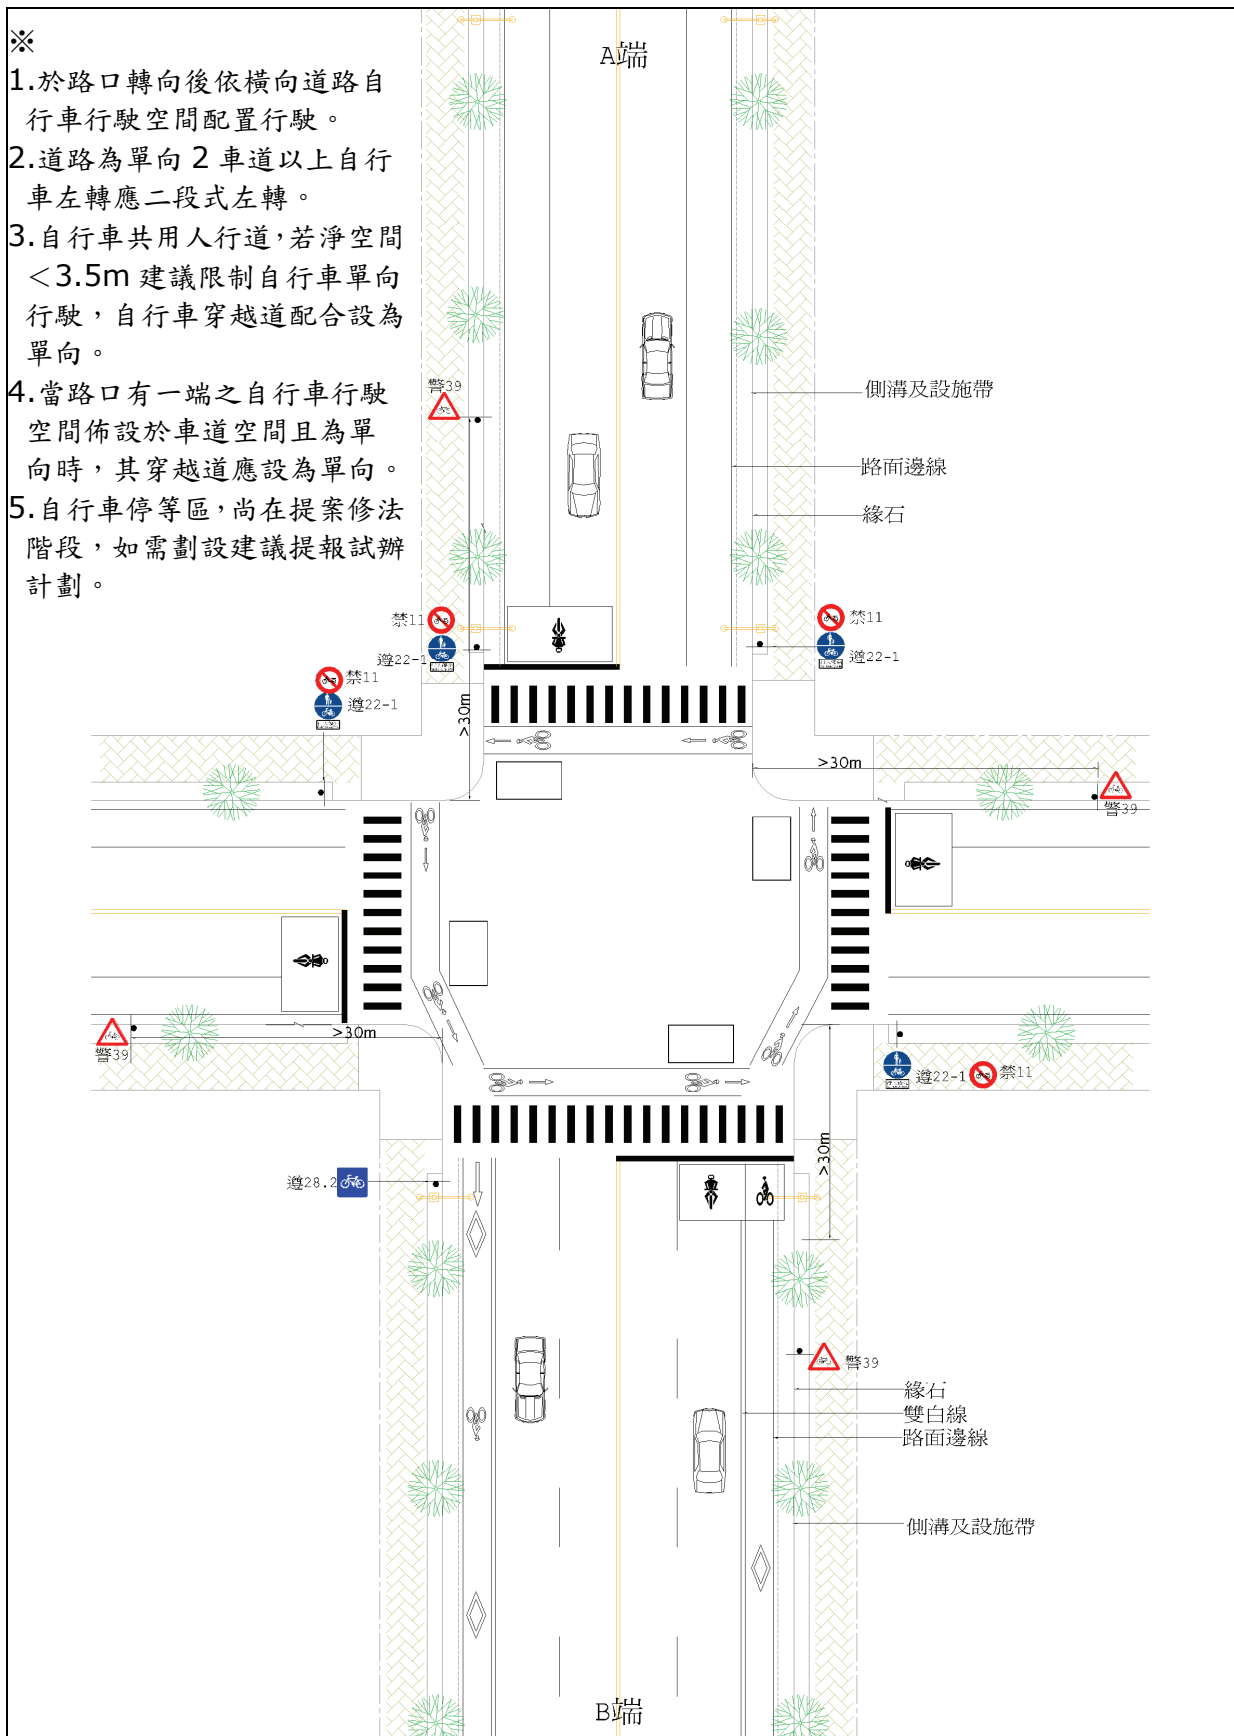 ※
1.於路口轉向後依橫向道路自
行車行駛空間配置行駛。
2.道路為單向 2 車道以上自行
車左轉應二段式左轉。
3.自行車共用人行道,若淨空間
＜3.5m 建議限制自行車單向
行駛,自行車穿越道配合設為
單向。
4.當路口有一端之自行車行駛
空間佈設於車道空間且為單
向時,其穿越道應設為單向。
5.自行車停等區,尚在提案修法
階段,如需劃設建議提報試辦
計劃。
A端
警39
側溝及設施帶
路面邊線
緣石
禁11
遵22-1
禁11
遵22-1
禁11
遵22-1
>30m
>30m
警39
>30m
警39
遵22-1
禁11
>30m
遵28.2
警39
緣石
雙白線
路面邊線
側溝及設施帶
B端